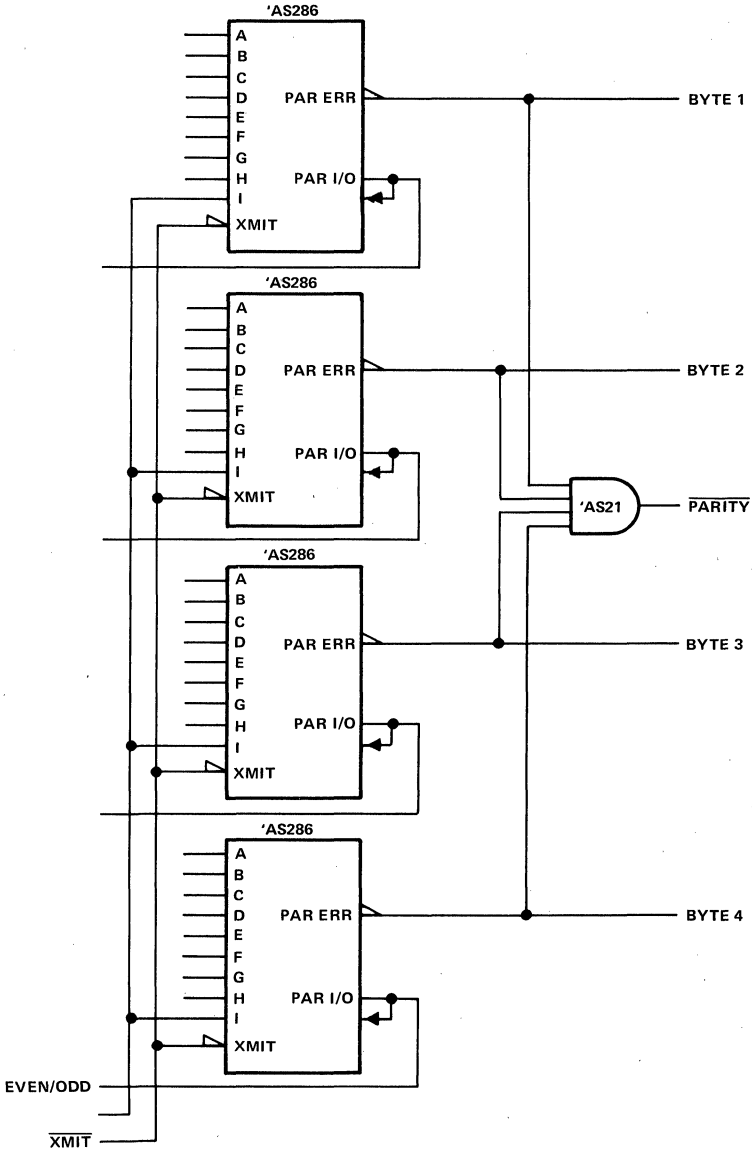 'AS286
A
B
C
D PAR ERR BYTE 1
E
F
G
H PAR I/O
I
XMIT
'AS286
A
B
C
D PAR ERR BYTE 2
E
F
G
H PAR I/O
I
XMIT
'AS21 PARITY
'AS286
A
B
C
D PAR ERR BYTE 3
E
F
G
H PAR I/O
I
XMIT
'AS286
A
B
C
D PAR ERR BYTE 4
E
F
G
H PAR I/O
I
XMIT
EVEN/ODD
XMIT